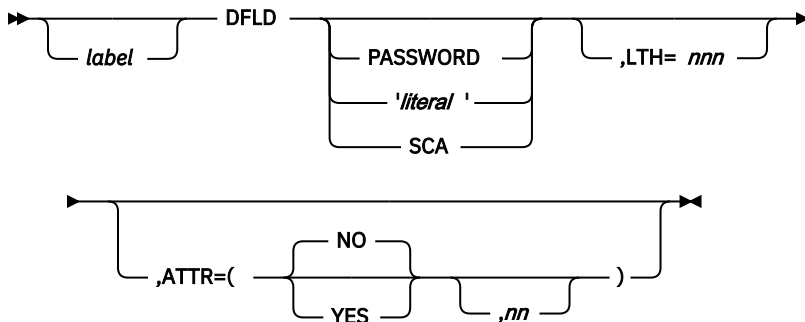 DFLD
label
PASSWORD
,LTH= nnn
'literal '
SCA
NO
,ATTR=(
)
YES
,nn